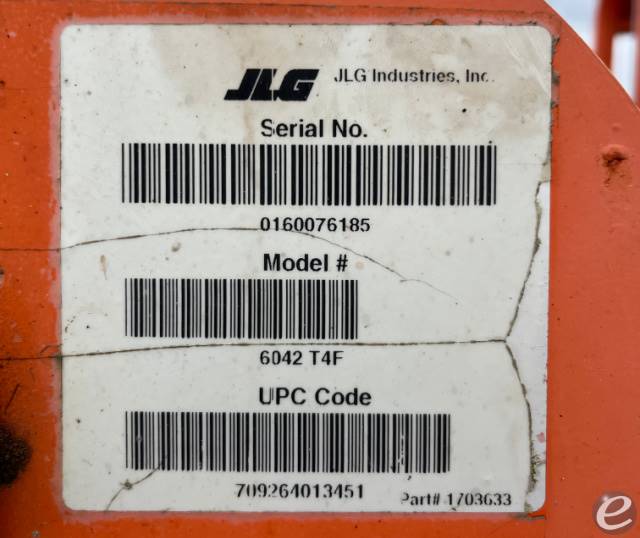 JLG JLG Industries, Inc.
Serial No.
0160076185
Model #
6042 T4F
UPC Code
709264013451
Part# 1703633
e